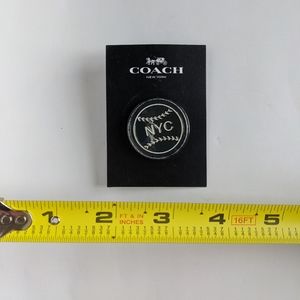 COACH
NEW YORK
NYC
1 2 FT & IN INCHES 3 4 16FT 5